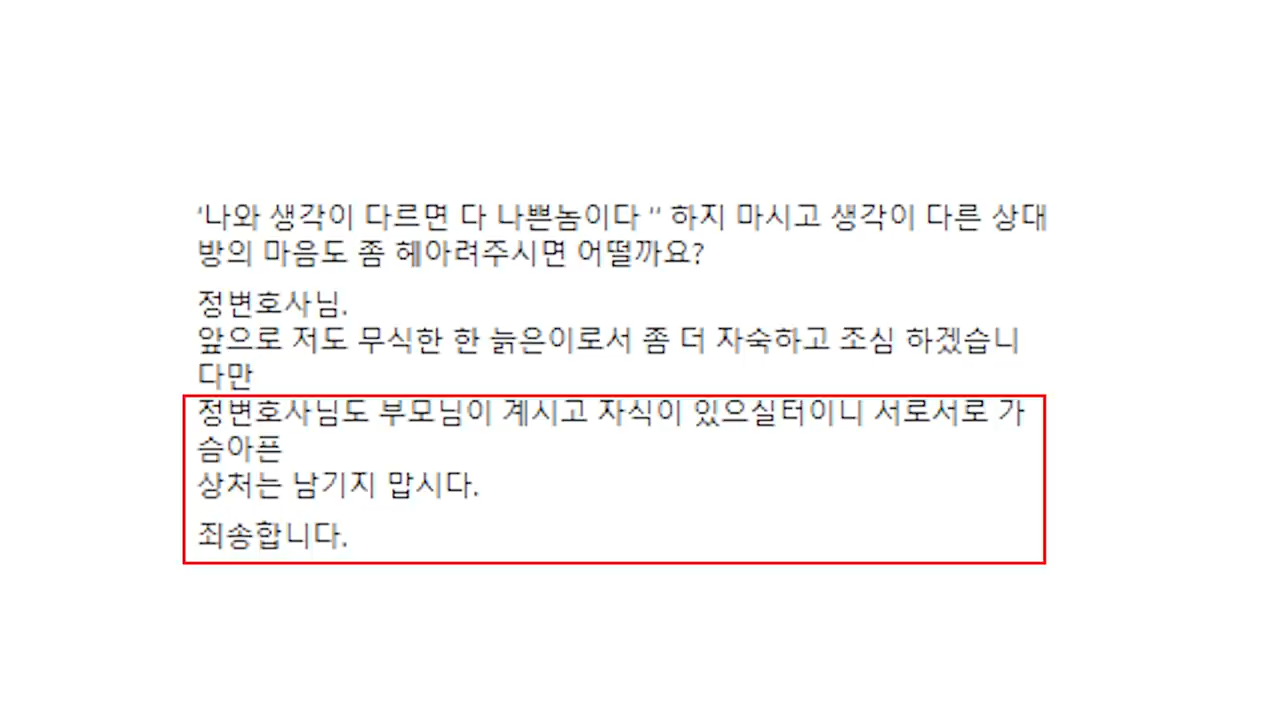 '나와 생각이 다르면 다 나쁜놈이다 '' 하지 마시고 생각이 다른 상대
방의 마음도 좀 헤아려주시면 어떨까요?
정변호사님.
앞으로 저도 무식한 한 늙은이로서 좀 더 자숙하고 조심 하겠습니
다만
정변호사님도 부모님이 계시고 자식이 있으실터이니 서로서로 가
슴아픈
상처는 남기지 맙시다.
죄송합니다.